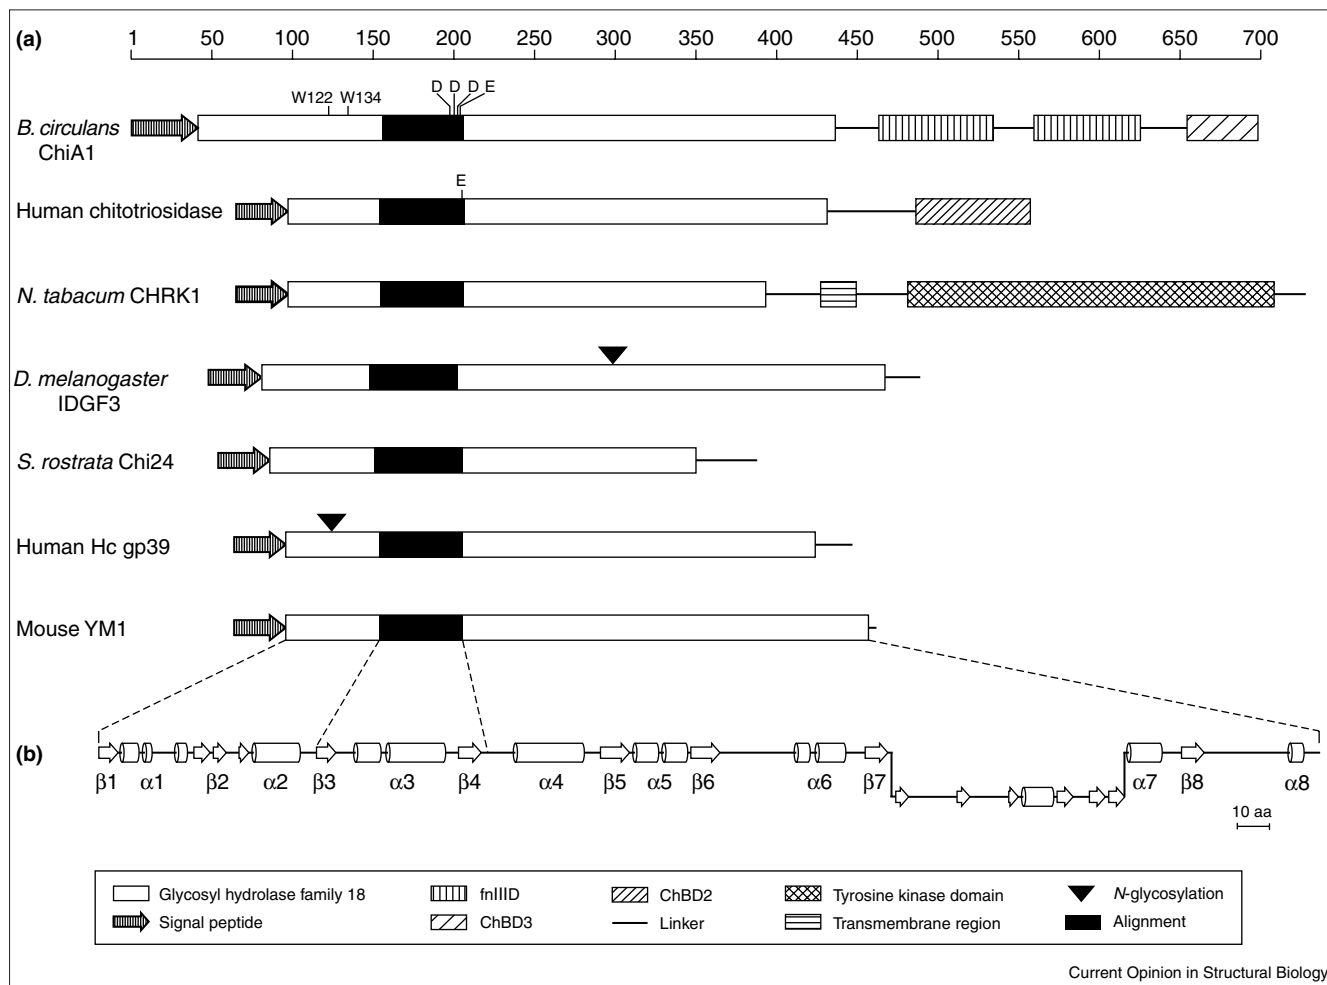 (a)
1 50 100 150 200 250 300 350 400 450 500 550 600 650 700
W122 W134 D D D E
B. circulans
ChiA1
E
Human chitotriosidase
N. tabacum CHRK1
D. melanogaster
IDGF3
S. rostrata Chi24
Human Hc gp39
Mouse YM1
(b)
β1 α1 β2 α2 β3 α3 β4 α4 β5 α5 β6 α6 β7 α7 β8 α8
10 aa
Glycosyl hydrolase family 18 fnIIID ChBD2 Tyrosine kinase domain N-glycosylation
Signal peptide ChBD3 Linker Transmembrane region Alignment
Current Opinion in Structural Biology